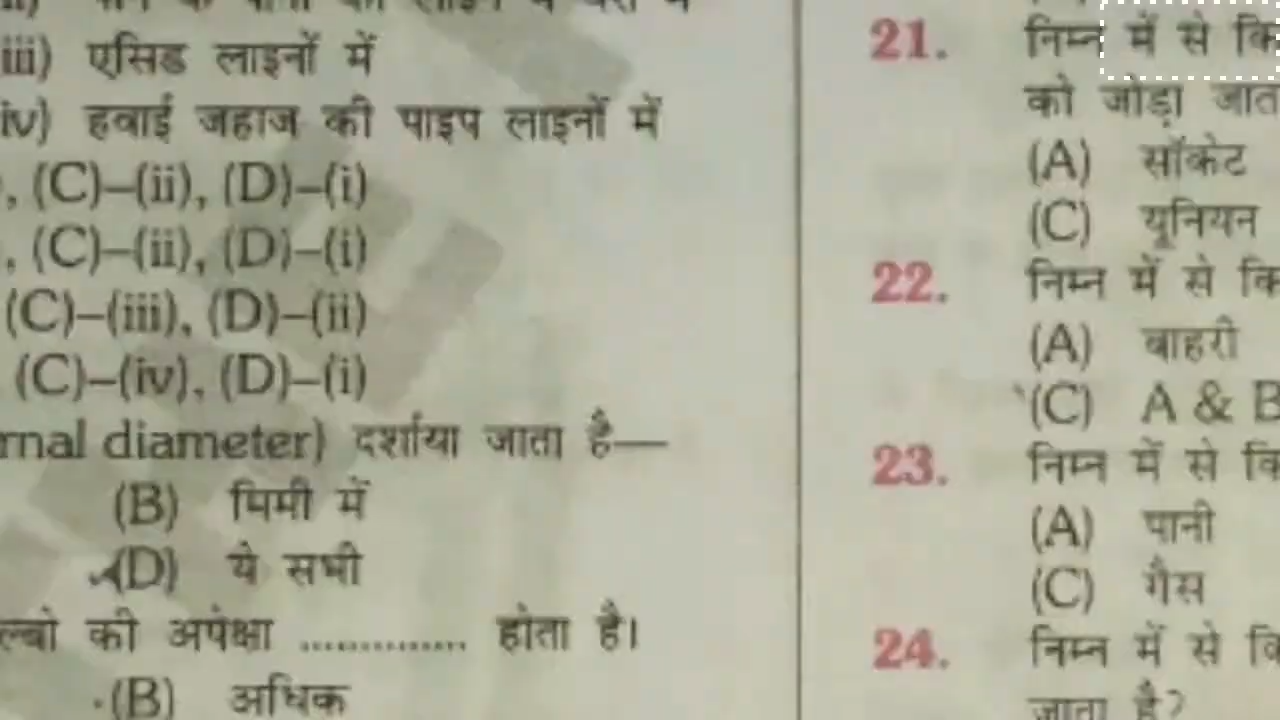 iii) एसिड लाइनों में
iv) हवाई जहाज की पाइप लाइनों में
, (C)–(ii), (D)–(i)
, (C)–(ii), (D)–(i)
(C)–(iii), (D)–(ii)
(C)–(iv), (D)–(i)
rnal diameter) दर्शाया जाता है—
(B) मिमी में
(D) ये सभी
ल्बो की अपेक्षा ............. होता है।
(B) अधिक
21. निम्न में से कि
को जोड़ा जात
(A) सॉकेट
(C) यूनियन
22. निम्न में से कि
(A) बाहरी
(C) A & B
23. निम्न में से कि
(A) पानी
(C) गैस
24. निम्न में से कि
जाता है?